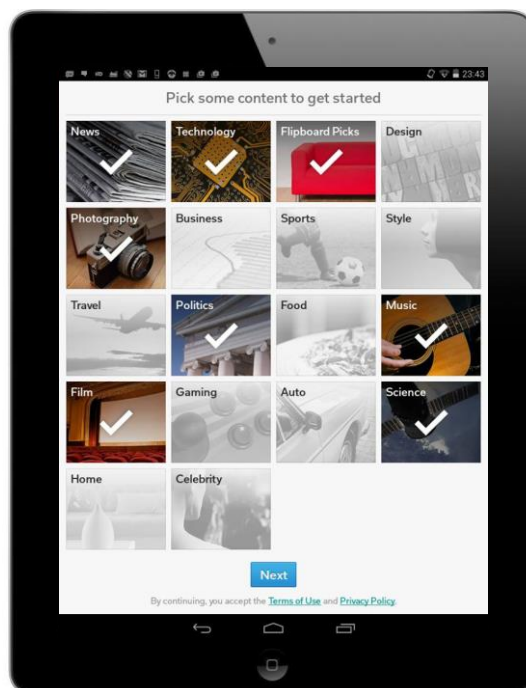 23:43
Pick some content to get started
News
Technology
Flipboard Picks
Design
Photography
Business
Sports
Style
Travel
Politics
Food
Music
Film
Gaming
Auto
Science
Home
Celebrity
Next
By continuing, you accept the Terms of Use and Privacy Policy.